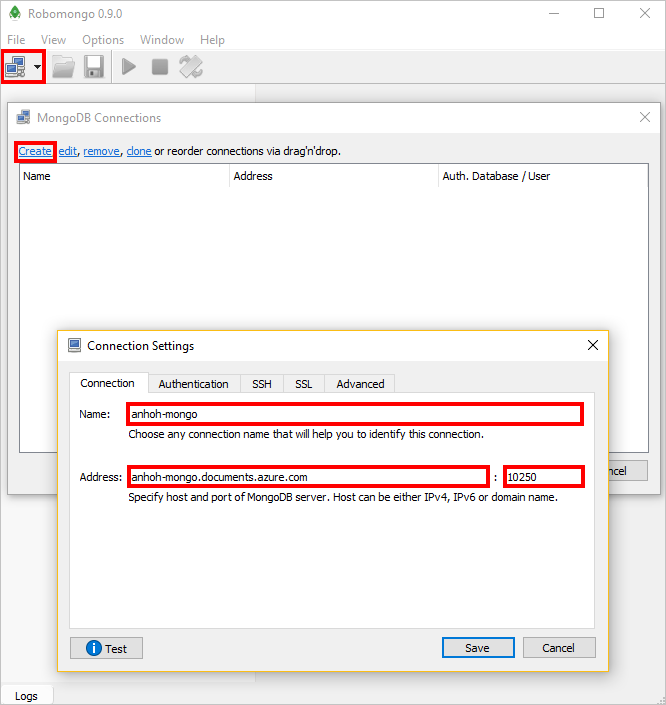 Robomongo 0.9.0
File View Options Window Help
MongoDB Connections
Create, edit, remove, clone or reorder connections via drag'n'drop.
Name Address Auth. Database / User
Connection Settings
Connection Authentication SSH SSL Advanced
Name: anhoh-mongo
Choose any connection name that will help you to identify this connection.
Address: anhoh-mongo.documents.azure.com : 10250
Specify host and port of MongoDB server. Host can be either IPv4, IPv6 or domain name.
Test Save Cancel
Logs